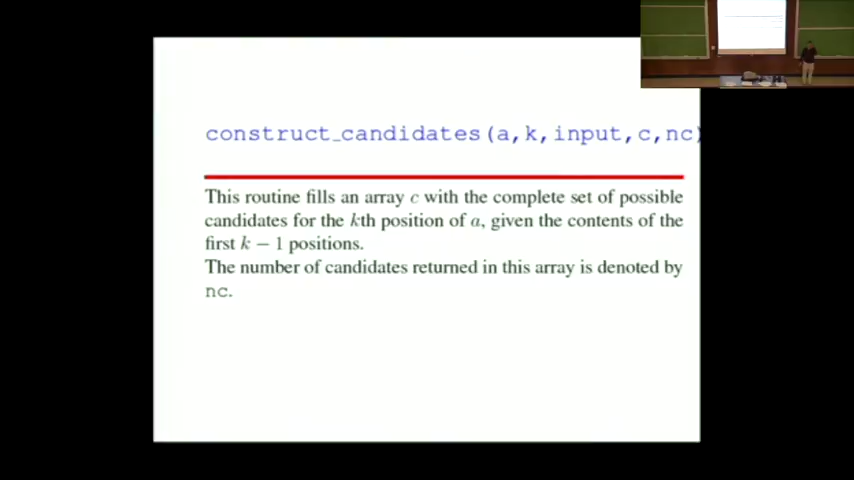 construct_candidates(a,k,input,c,nc)
This routine fills an array c with the complete set of possible
candidates for the kth position of a, given the contents of the
first k − 1 positions.
The number of candidates returned in this array is denoted by
nc.